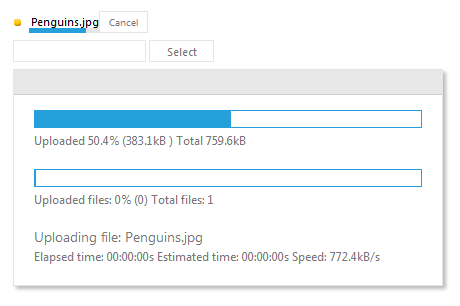 Penguins.jpg Cancel
Select
Uploaded 50.4% (383.1kB ) Total 759.6kB
Uploaded files: 0% (0) Total files: 1
Uploading file: Penguins.jpg
Elapsed time: 00:00:00s Estimated time: 00:00:00s Speed: 772.4kB/s